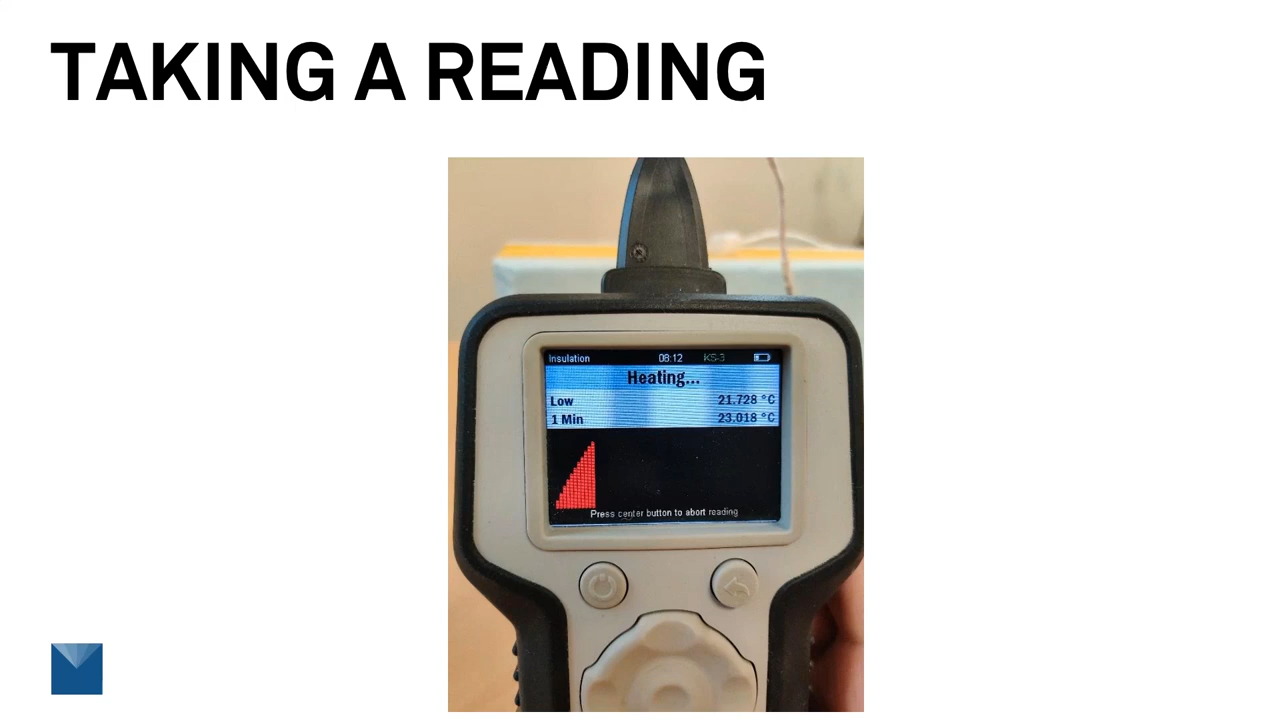 TAKING A READING
Insulation 08:12 KS-3
Heating...
Low 21.728 °C
1 Min 23.018 °C
Press center button to abort reading